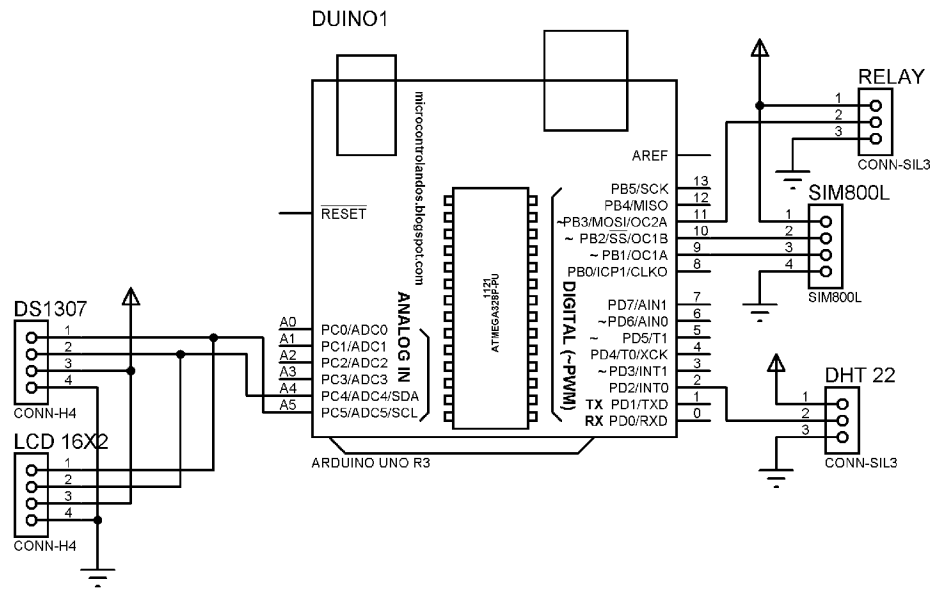 DUINO1
microcontrolandos.blogspot.com
RESET
AREF
PB5/SCK 13
PB4/MISO 12
~PB3/MOSI/OC2A 11
~ PB2/SS/OC1B 10
~ PB1/OC1A 9
PB0/ICP1/CLKO 8
1121
ATMEGA328P-PU
ANALOG IN
DIGITAL (~PWM)
PD7/AIN1 7
~PD6/AIN0 6
~ PD5/T1 5
PD4/T0/XCK 4
~PD3/INT1 3
PD2/INT0 2
TX PD1/TXD 1
RX PD0/RXD 0
A0 PC0/ADC0
A1 PC1/ADC1
A2 PC2/ADC2
A3 PC3/ADC3
A4 PC4/ADC4/SDA
A5 PC5/ADC5/SCL
ARDUINO UNO R3
RELAY
1
2
3
CONN-SIL3
SIM800L
1
2
3
4
SIM800L
DHT 22
1
2
3
CONN-SIL3
DS1307
1
2
3
4
CONN-H4
LCD 16X2
1
2
3
4
CONN-H4